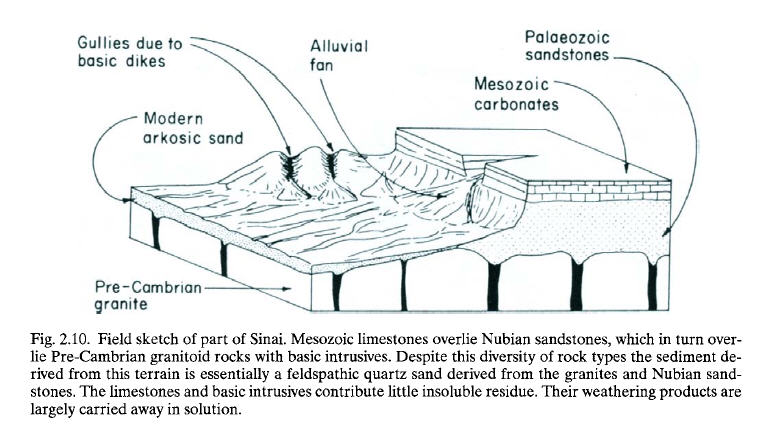 Gullies due to
basic dikes
Alluvial
fan
Palaeozoic
sandstones
Mesozoic
carbonates
Modern
arkosic sand
Pre-Cambrian
granite
Fig. 2.10. Field sketch of part of Sinai. Mesozoic limestones overlie Nubian sandstones, which in turn over-
lie Pre-Cambrian granitoid rocks with basic intrusives. Despite this diversity of rock types the sediment de-
rived from this terrain is essentially a feldspathic quartz sand derived from the granites and Nubian sand-
stones. The limestones and basic intrusives contribute little insoluble residue. Their weathering products are
largely carried away in solution.